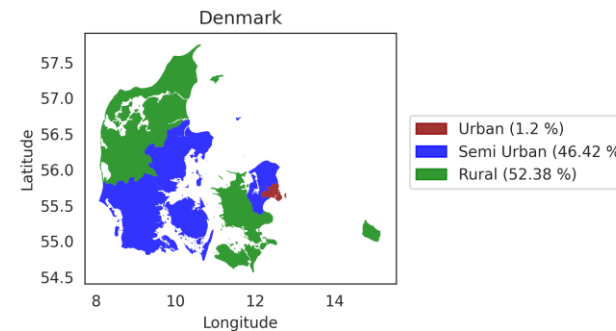 Denmark
57.5
57.0
56.5
56.0
55.5
55.0
54.5
Latitude
8 10 12 14
Longitude
Urban (1.2 %)
Semi Urban (46.42 %
Rural (52.38 %)